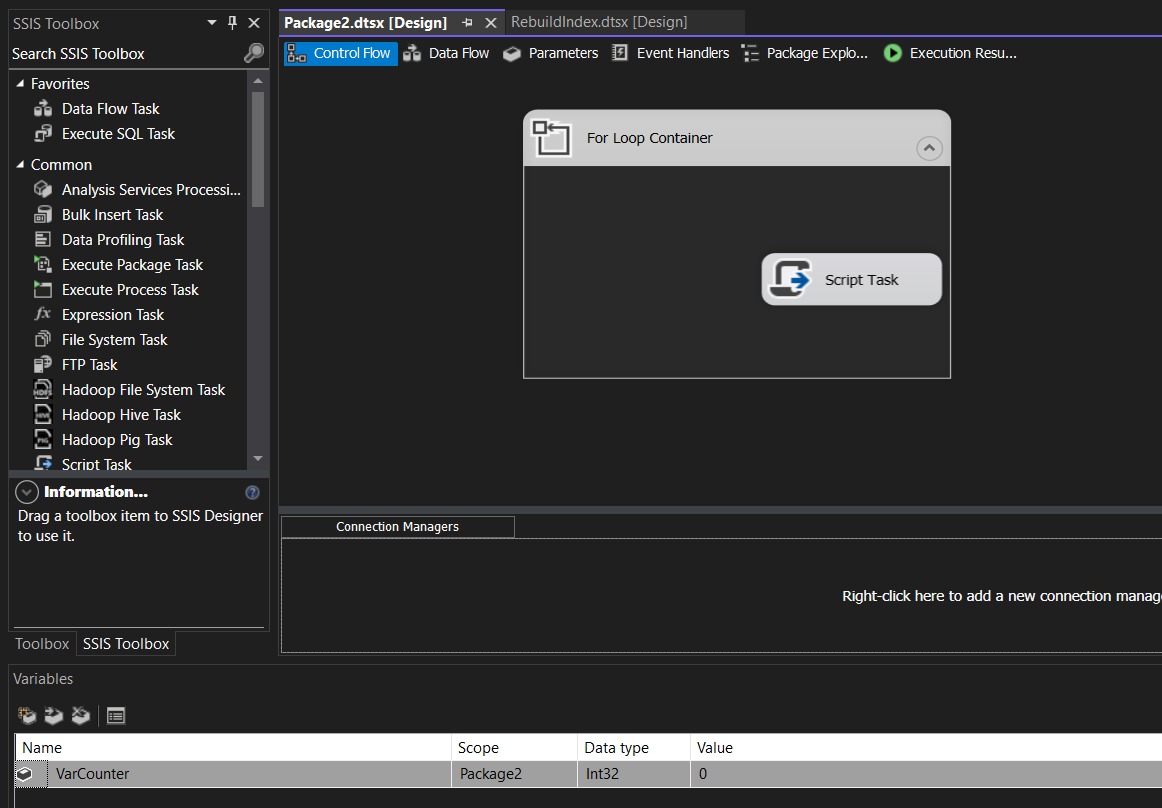 SSIS Toolbox
Search SSIS Toolbox
Favorites
Data Flow Task
Execute SQL Task
Common
Analysis Services Processi...
Bulk Insert Task
Data Profiling Task
Execute Package Task
Execute Process Task
fx Expression Task
File System Task
FTP Task
Hadoop File System Task
Hadoop Hive Task
Hadoop Pig Task
Script Task
Information...
Drag a toolbox item to SSIS Designer
to use it.
Toolbox SSIS Toolbox
Package2.dtsx [Design] RebuildIndex.dtsx [Design]
Control Flow Data Flow Parameters Event Handlers Package Explo... Execution Resu...
For Loop Container
Script Task
Connection Managers
Right-click here to add a new connection manag
Variables
Name Scope Data type Value
VarCounter Package2 Int32 0